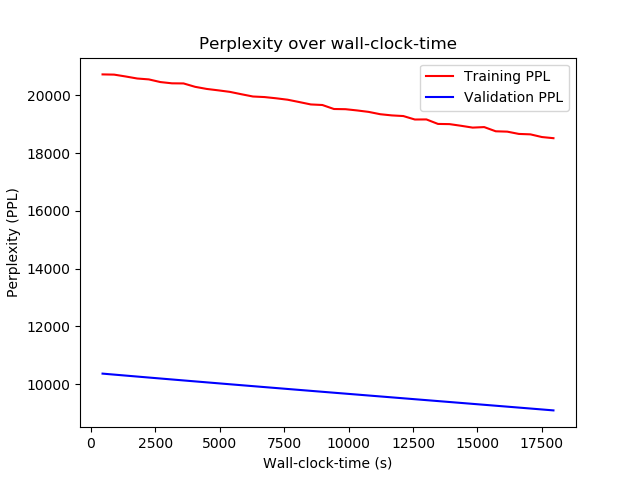 Perplexity over wall-clock-time
Training PPL
Validation PPL
Perplexity (PPL)
20000
18000
16000
14000
12000
10000
0 2500 5000 7500 10000 12500 15000 17500
Wall-clock-time (s)